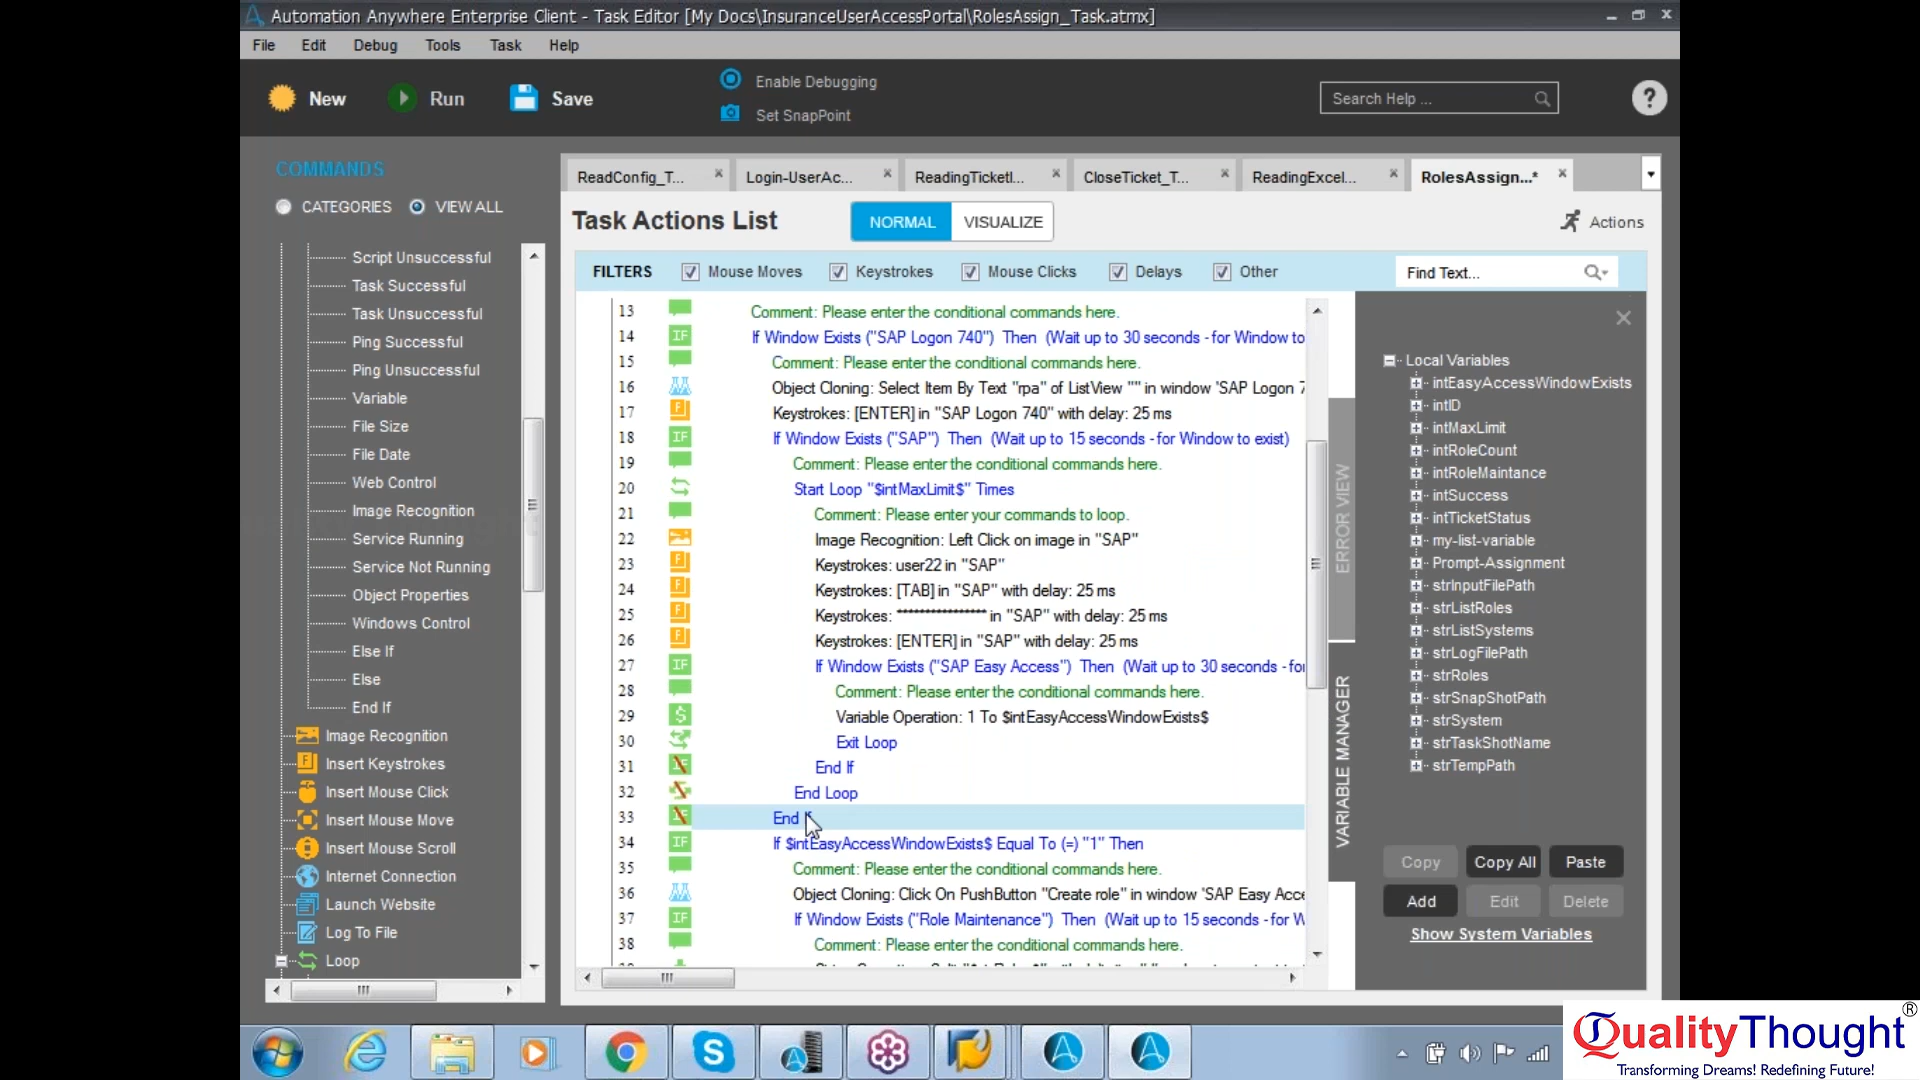 Automation Anywhere Enterprise Client - Task Editor [My Docs\InsuranceUserAccessPortal\RolesAssign_Task.atmx]
File Edit Debug Tools Task Help
New Run Save
Enable Debugging
Set SnapPoint
Search Help ...
?
COMMANDS
CATEGORIES VIEW ALL
Script Unsuccessful
Task Successful
Task Unsuccessful
Ping Successful
Ping Unsuccessful
Variable
File Size
File Date
Web Control
Image Recognition
Service Running
Service Not Running
Object Properties
Windows Control
Else If
Else
End If
Image Recognition
Insert Keystrokes
Insert Mouse Click
Insert Mouse Move
Insert Mouse Scroll
Internet Connection
Launch Website
Log To File
Loop
ReadConfig_T... Login-UserAc... ReadingTicketI... CloseTicket_T... ReadingExcel... RolesAssign...*
Task Actions List
NORMAL VISUALIZE
Actions
FILTERS Mouse Moves Keystrokes Mouse Clicks Delays Other
Find Text...
13 Comment: Please enter the conditional commands here.
14 If Window Exists ("SAP Logon 740") Then (Wait up to 30 seconds - for Window to
15 Comment: Please enter the conditional commands here.
16 Object Cloning: Select Item By Text "rpa" of ListView "" in window 'SAP Logon 7
17 Keystrokes: [ENTER] in "SAP Logon 740" with delay: 25 ms
18 If Window Exists ("SAP") Then (Wait up to 15 seconds - for Window to exist)
19 Comment: Please enter the conditional commands here.
20 Start Loop "$intMaxLimit$" Times
21 Comment: Please enter your commands to loop.
22 Image Recognition: Left Click on image in "SAP"
23 Keystrokes: user22 in "SAP"
24 Keystrokes: [TAB] in "SAP" with delay: 25 ms
25 Keystrokes: **************** in "SAP" with delay: 25 ms
26 Keystrokes: [ENTER] in "SAP" with delay: 25 ms
27 If Window Exists ("SAP Easy Access") Then (Wait up to 30 seconds - for
28 Comment: Please enter the conditional commands here.
29 Variable Operation: 1 To $intEasyAccessWindowExists$
30 Exit Loop
31 End If
32 End Loop
33 End If
34 If $intEasyAccessWindowExists$ Equal To (=) "1" Then
35 Comment: Please enter the conditional commands here.
36 Object Cloning: Click On PushButton "Create role" in window 'SAP Easy Acce
37 If Window Exists ("Role Maintenance") Then (Wait up to 15 seconds - for W
38 Comment: Please enter the conditional commands here.
ERROR VIEW
VARIABLE MANAGER
Local Variables
intEasyAccessWindowExists
intID
intMaxLimit
intRoleCount
intRoleMaintance
intSuccess
intTicketStatus
my-list-variable
Prompt-Assignment
strInputFilePath
strListRoles
strListSystems
strLogFilePath
strRoles
strSnapShotPath
strSystem
strTaskShotName
strTempPath
Copy Copy All Paste
Add Edit Delete
Show System Variables
QualityThought®
Transforming Dreams! Redefining Future!